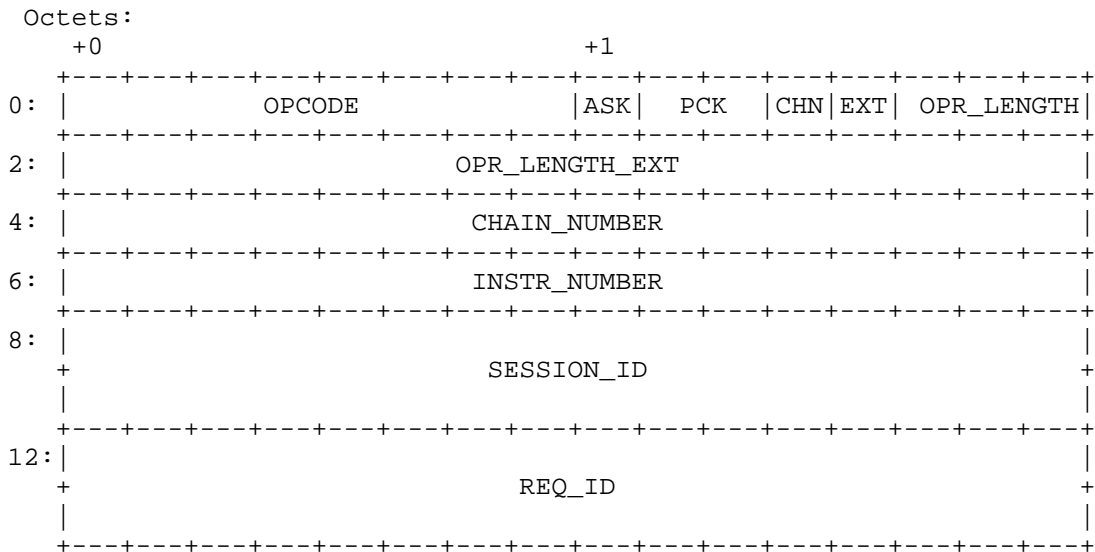 Octets:
+0 +1
+---+---+---+---+---+---+---+---+---+---+---+---+---+---+---+---+
0: | OPCODE |ASK| PCK |CHN|EXT| OPR_LENGTH|
+---+---+---+---+---+---+---+---+---+---+---+---+---+---+---+---+
2: | OPR_LENGTH_EXT |
+---+---+---+---+---+---+---+---+---+---+---+---+---+---+---+---+
4: | CHAIN_NUMBER |
+---+---+---+---+---+---+---+---+---+---+---+---+---+---+---+---+
6: | INSTR_NUMBER |
+---+---+---+---+---+---+---+---+---+---+---+---+---+---+---+---+
8: | |
+ SESSION_ID +
| |
+---+---+---+---+---+---+---+---+---+---+---+---+---+---+---+---+
12:| |
+ REQ_ID +
| |
+---+---+---+---+---+---+---+---+---+---+---+---+---+---+---+---+